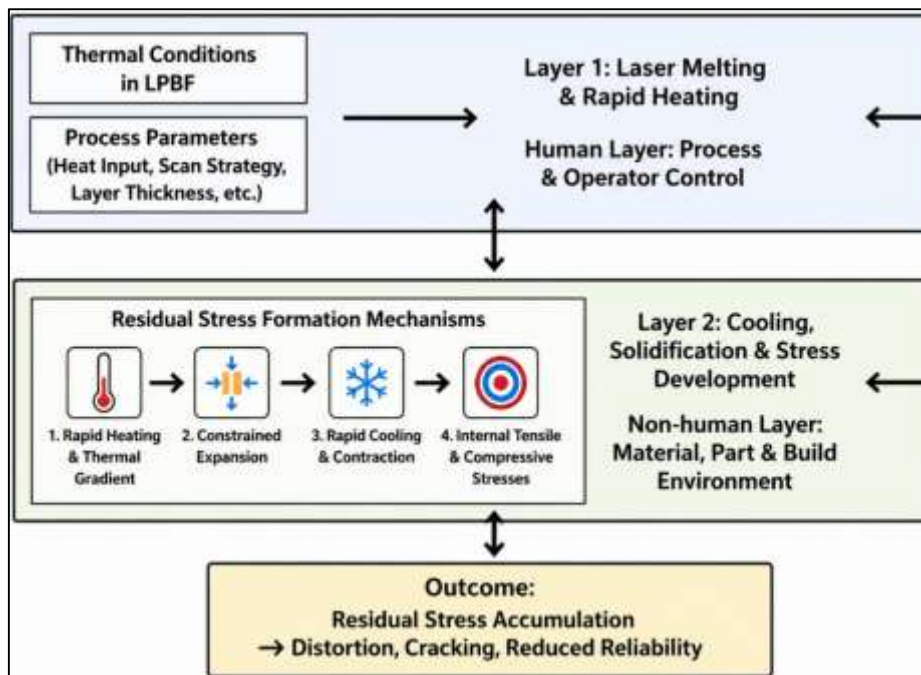 Thermal Conditions
in LPBF
Process Parameters
(Heat Input, Scan Strategy,
Layer Thickness, etc.)
Layer 1: Laser Melting
& Rapid Heating
Human Layer: Process
& Operator Control
Residual Stress Formation Mechanisms
1. Rapid Heating
& Thermal
Gradient
2. Constrained
Expansion
3. Rapid Cooling
& Contraction
4. Internal Tensile
& Compressive
Stresses
Layer 2: Cooling,
Solidification & Stress
Development
Non-human Layer:
Material, Part & Build
Environment
Outcome:
Residual Stress Accumulation
→ Distortion, Cracking, Reduced Reliability